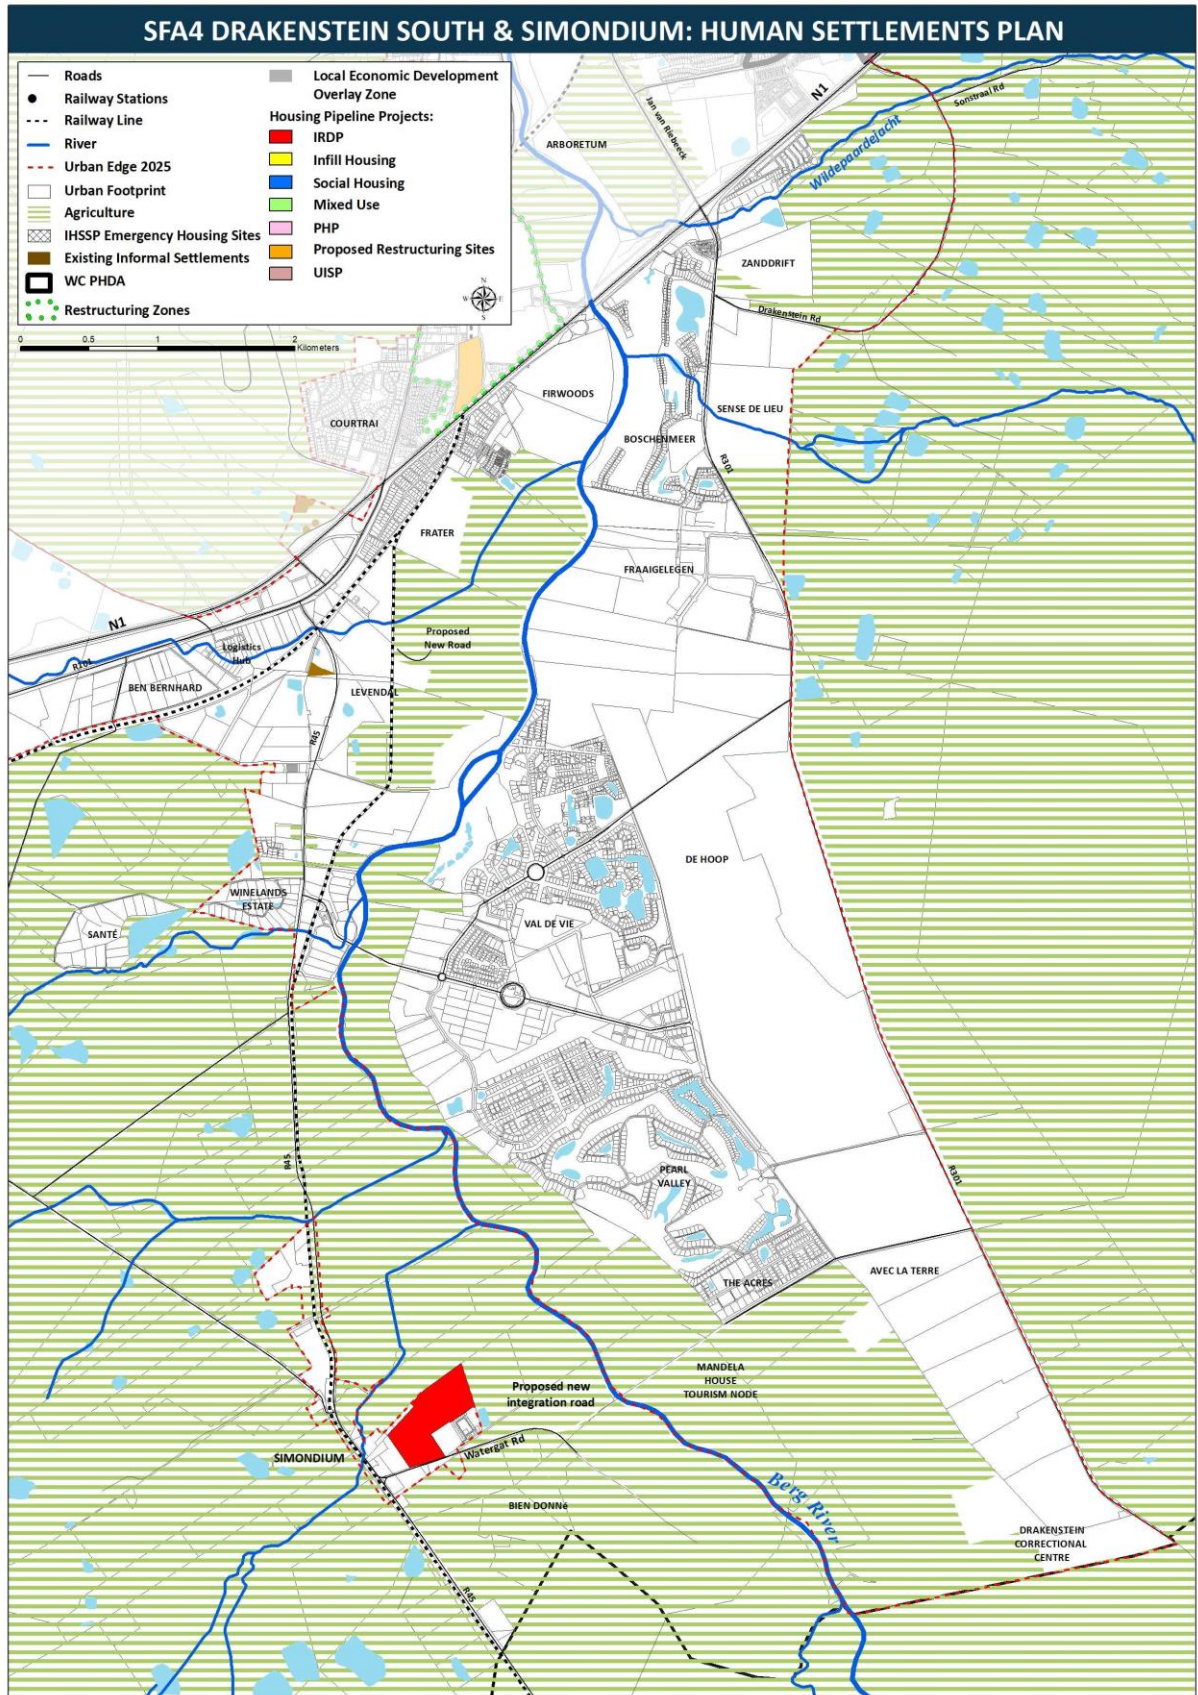 SFA4 DRAKENSTEIN SOUTH & SIMONDIUM: HUMAN SETTLEMENTS PLAN
Roads
Railway Stations
Railway Line
River
Urban Edge 2025
Urban Footprint
Agriculture
IHSSP Emergency Housing Sites
Existing Informal Settlements
WC PHDA
Restructuring Zones
Local Economic Development
Overlay Zone
Housing Pipeline Projects:
IRDP
Infill Housing
Social Housing
Mixed Use
PHP
Proposed Restructuring Sites
UISP
N
W
E
S
0
0.5
1
2
Kilometers
N1
Sonstraal Rd
Jan van Riebeeck
ARBORETUM
Wildepaardejacht
ZANDDRIFT
Drakenstein Rd
FIRWOODS
SENSE DE LIEU
COURTRAI
BOSCHENMEER
R301
FRATER
FRAAIGELEGEN
N1
Proposed
New Road
Logistics
Hub
R101
BEN BERNHARD
LEVENDAL
R45
DE HOOP
WINELANDS
ESTATE
SANTÉ
VAL DE VIE
R45
PEARL
VALLEY
R301
THE ACRES
AVEC LA TERRE
MANDELA
HOUSE
TOURISM NODE
Proposed new
integration road
Watergat Rd
SIMONDIUM
BIEN DONNé
Berg River
DRAKENSTEIN
CORRECTIONAL
CENTRE
R45